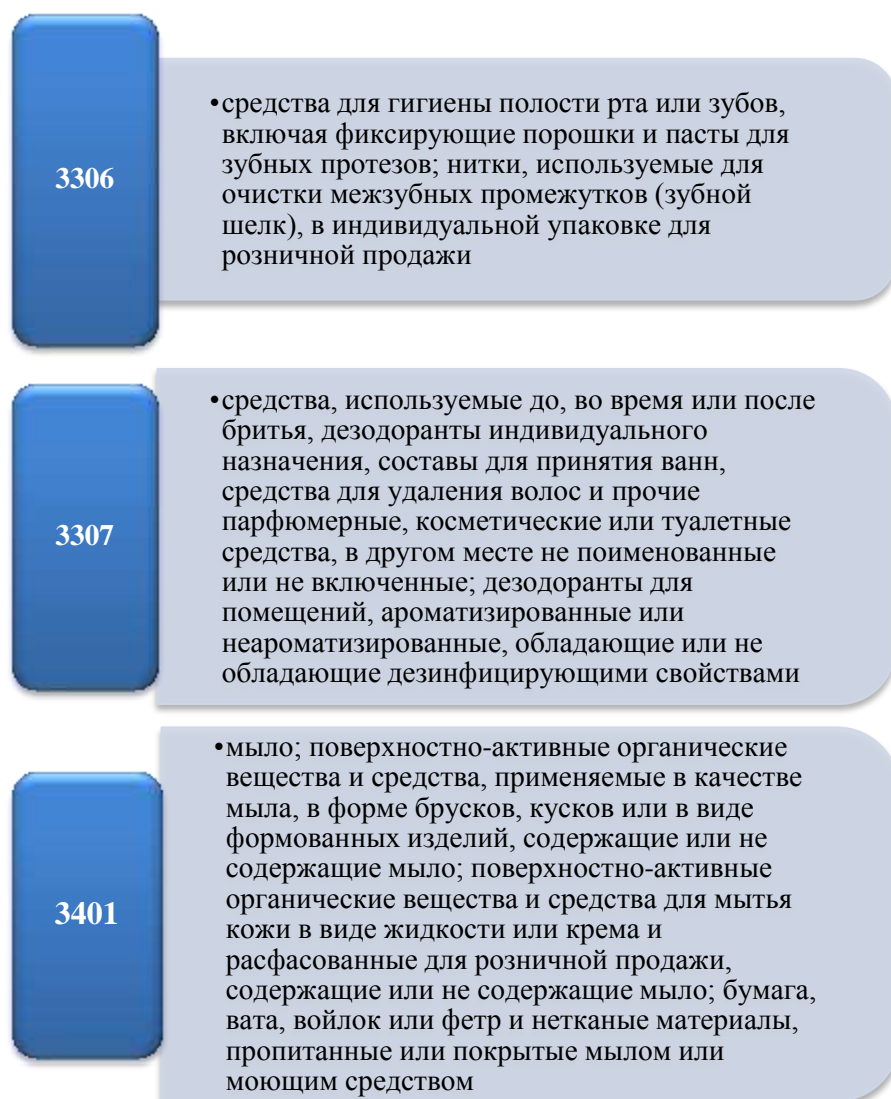 3306
•средства для гигиены полости рта или зубов,
включая фиксирующие порошки и пасты для
зубных протезов; нитки, используемые для
очистки межзубных промежутков (зубной
шелк), в индивидуальной упаковке для
розничной продажи
3307
•средства, используемые до, во время или после
бритья, дезодоранты индивидуального
назначения, составы для принятия ванн,
средства для удаления волос и прочие
парфюмерные, косметические или туалетные
средства, в другом месте не поименованные
или не включенные; дезодоранты для
помещений, ароматизированные или
неароматизированные, обладающие или не
обладающие дезинфицирующими свойствами
3401
•мыло; поверхностно-активные органические
вещества и средства, применяемые в качестве
мыла, в форме брусков, кусков или в виде
формованных изделий, содержащие или не
содержащие мыло; поверхностно-активные
органические вещества и средства для мытья
кожи в виде жидкости или крема и
расфасованные для розничной продажи,
содержащие или не содержащие мыло; бумага,
вата, войлок или фетр и нетканые материалы,
пропитанные или покрытые мылом или
моющим средством